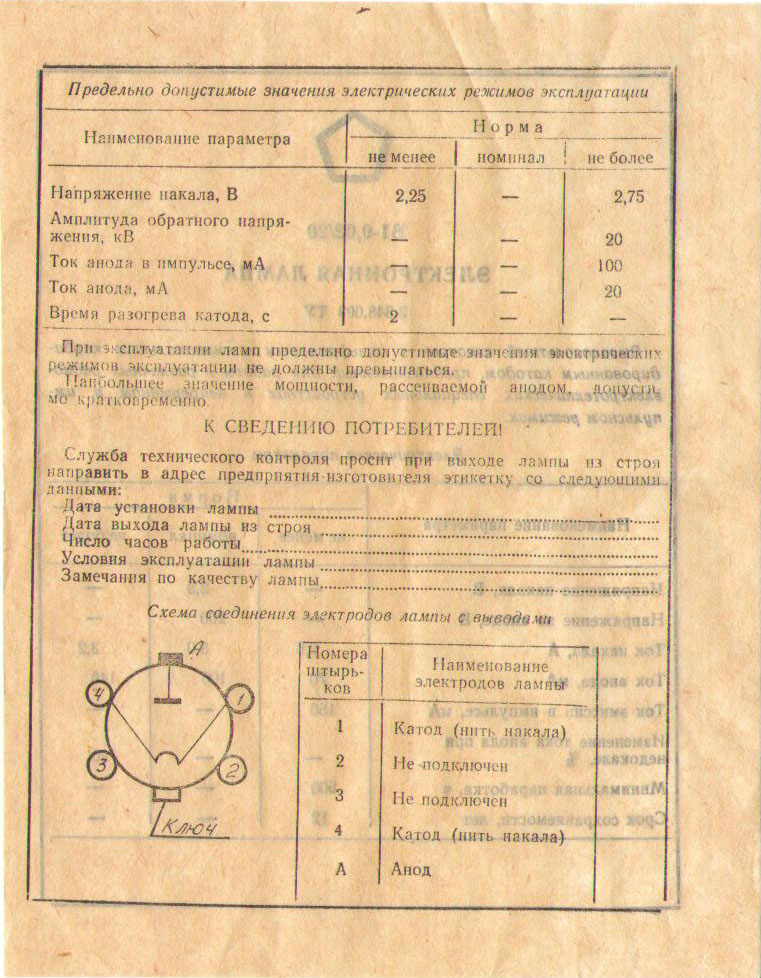 Предельно допустимые значения электрических режимов эксплуатации
Наименование параметра
Норма
не менее
номинал
не более
Напряжение накала, В 2,25 — 2,75
Амплитуда обратного напря-
жения, кВ — — 20
Ток анода в импульсе, мА — — 100
Ток анода, мА — — 20
Время разогрева катода, с 2 — —
При эксплуатации ламп предельно допустимые значения электрических
режимов эксплуатации не должны превышаться.
Наибольшее значение мощности, рассеиваемой анодом, допусти
мо кратковременно.
К СВЕДЕНИЮ ПОТРЕБИТЕЛЕЙ!
Служба технического контроля просит при выходе лампы из строя
направить в адрес предприятия-изготовителя этикетку со следующими
данными:
Дата установки лампы
Дата выхода лампы из строя
Число часов работы
Условия эксплуатации лампы
Замечания по качеству лампы
Схема соединения электродов лампы с выводами
А
4
1
3
2
Ключ
Номера
штырь-
ков
Наименование
электродов лампы
1 Катод (нить накала)
2 Не подключен
3 Не подключен
4 Катод (нить накала)
А Анод